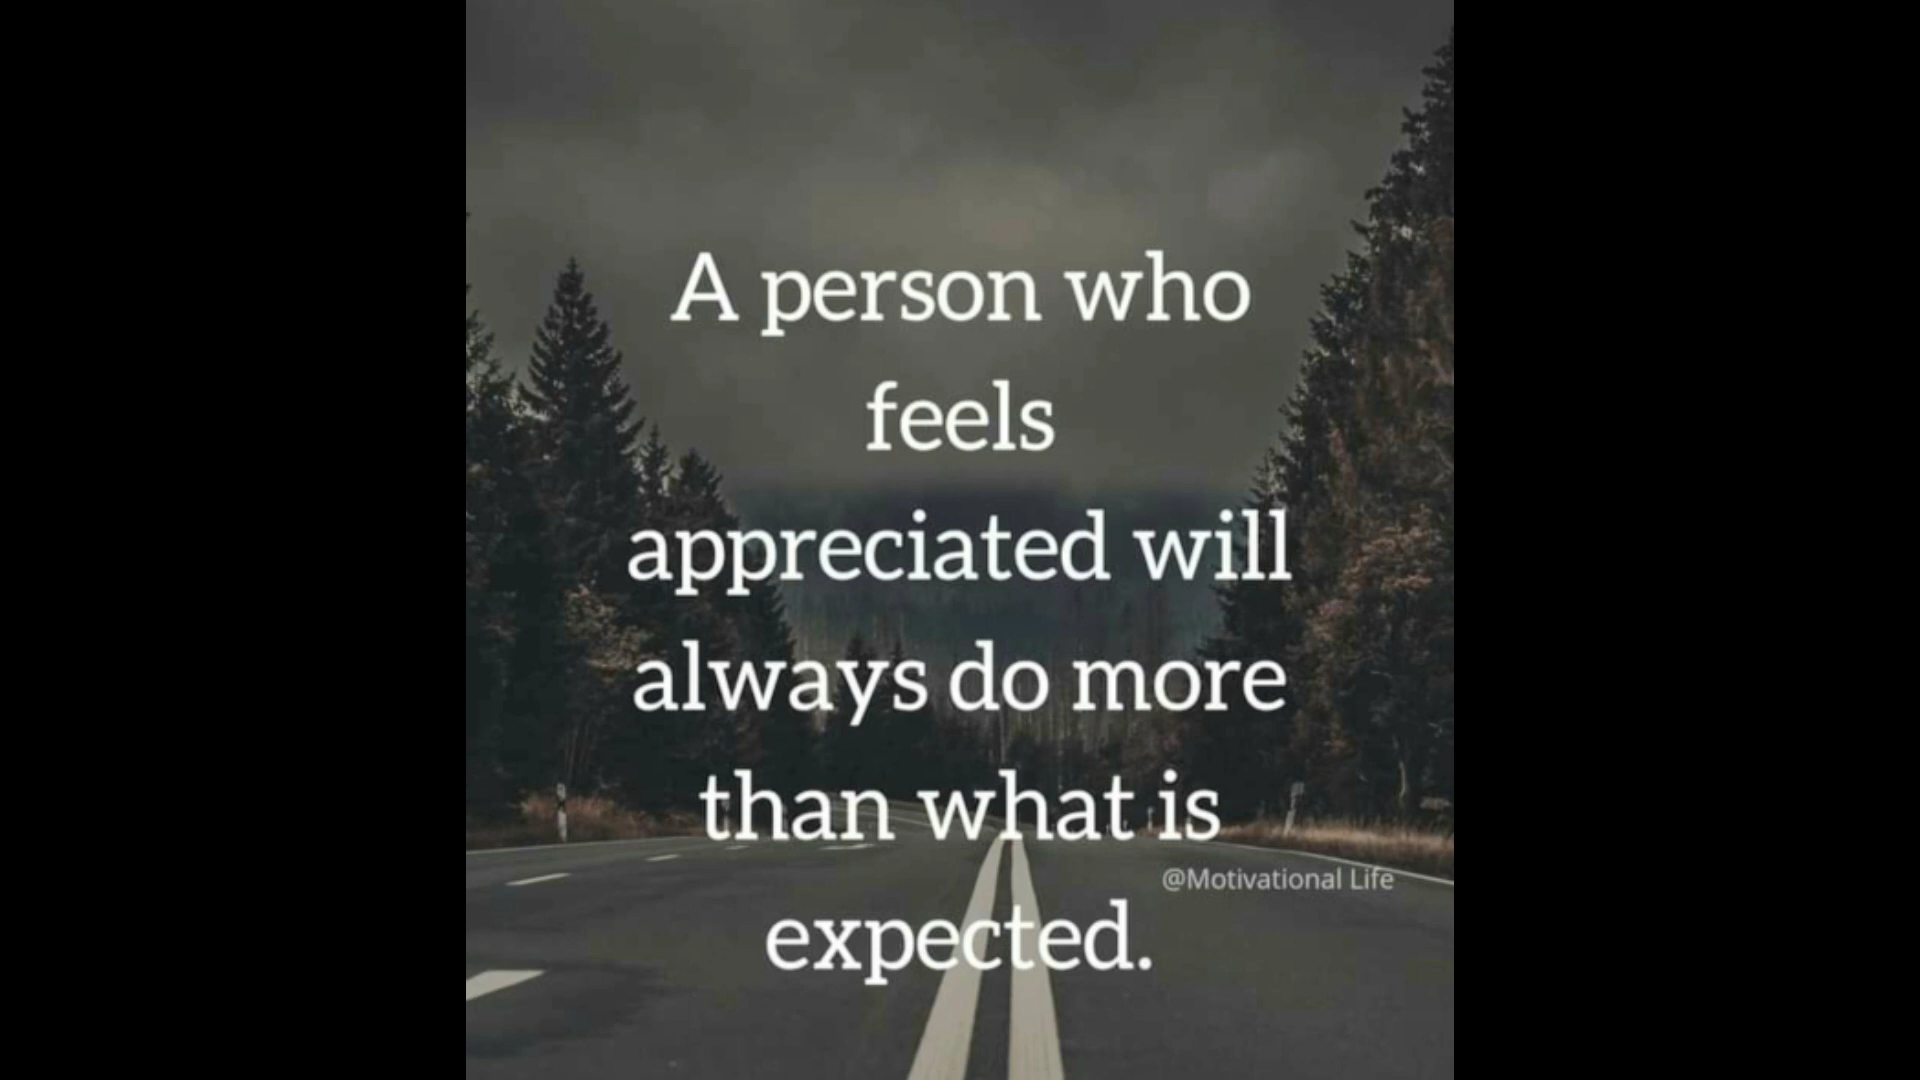 A person who
feels
appreciated will
always do more
than what is
@Motivational Life
expected.